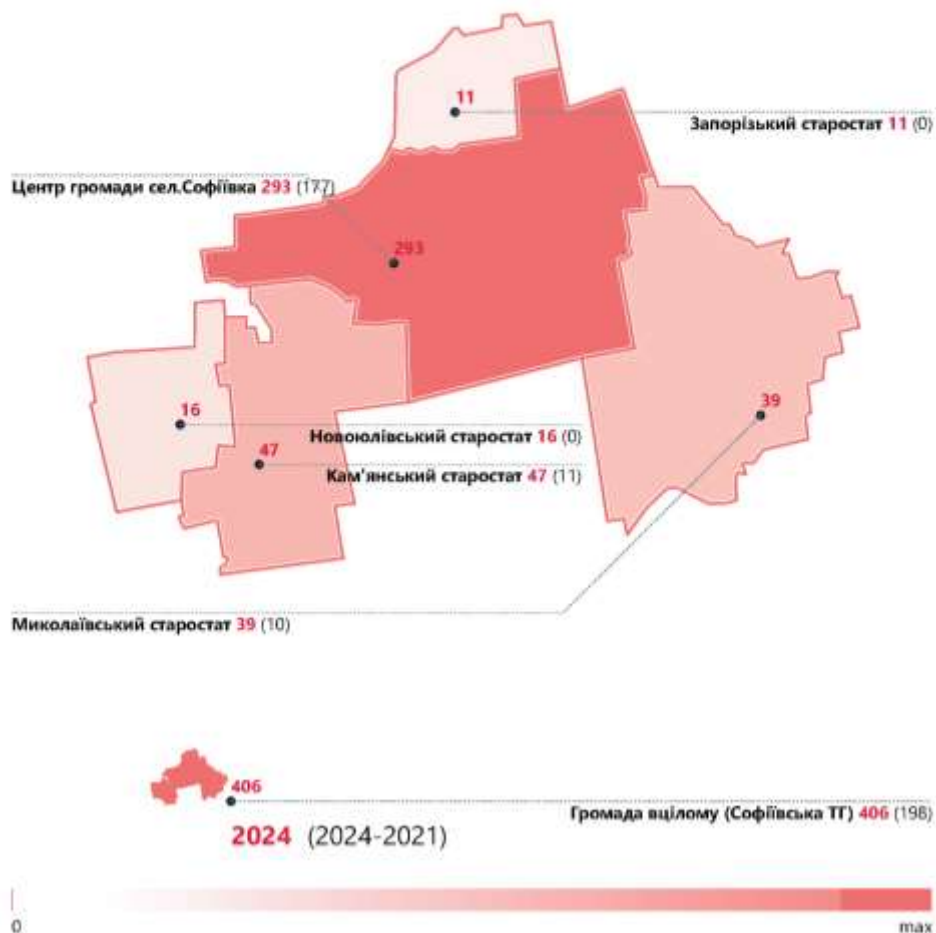 11
Запорізький старостат 11 (0)
Центр громади сел.Софіївка 293 (177)
293
16
39
Новоюлівський старостат 16 (0)
47
Кам'янський старостат 47 (11)
Миколаївський старостат 39 (10)
406
Громада вцілому (Софіївська ТГ) 406 (198)
2024 (2024-2021)
0 max